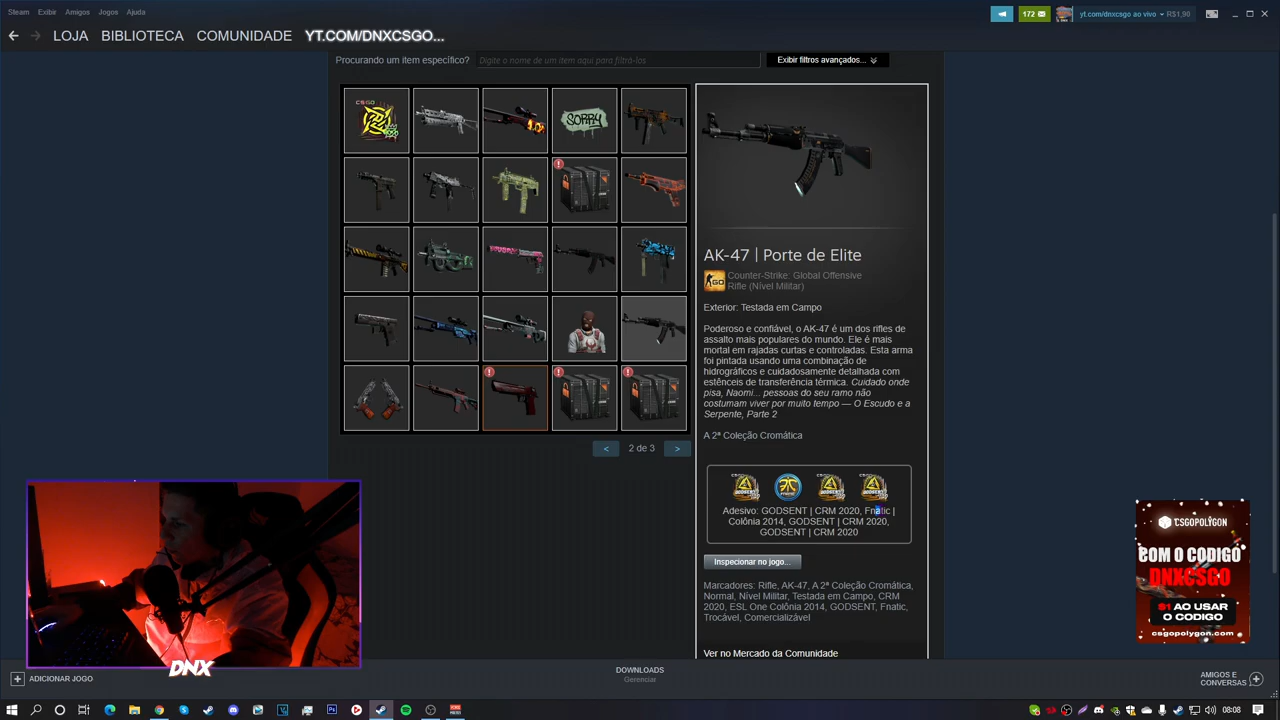 Steam Exibir Amigos Jogos Ajuda
172
yt.com/dnxcsgo ao vivo R$1,90
LOJA BIBLIOTECA COMUNIDADE YT.COM/DNXCSGO...
Procurando um item específico?
Digite o nome de um item aqui para filtrá-los
Exibir filtros avançados...
CS GO
SORRY
AK-47 | Porte de Elite
Counter-Strike: Global Offensive
Rifle (Nível Militar)
Exterior: Testada em Campo
Poderoso e confiável, o AK-47 é um dos rifles de
assalto mais populares do mundo. Ele é mais
mortal em rajadas curtas e controladas. Esta arma
foi pintada usando uma combinação de
hidrográficos e cuidadosamente detalhada com
estênceis de transferência térmica. Cuidado onde
pisa, Naomi... pessoas do seu ramo não
costumam viver por muito tempo — O Escudo e a
Serpente, Parte 2
A 2ª Coleção Cromática
< 2 de 3 >
Adesivo: GODSENT | CRM 2020, Fnatic |
Colônia 2014, GODSENT | CRM 2020,
GODSENT | CRM 2020
Inspecionar no jogo...
Marcadores: Rifle, AK-47, A 2ª Coleção Cromática,
Normal, Nível Militar, Testada em Campo, CRM
2020, ESL One Colônia 2014, GODSENT, Fnatic,
Trocável, Comercializável
Ver no Mercado da Comunidade
CSGOPOLYGON
COM O CODIGO
DNXCSGO
$1 AO USAR
O CODIGO
csgopolygon.com
DNX
ADICIONAR JOGO
DOWNLOADS
Gerenciar
AMIGOS E
CONVERSAS
08:08